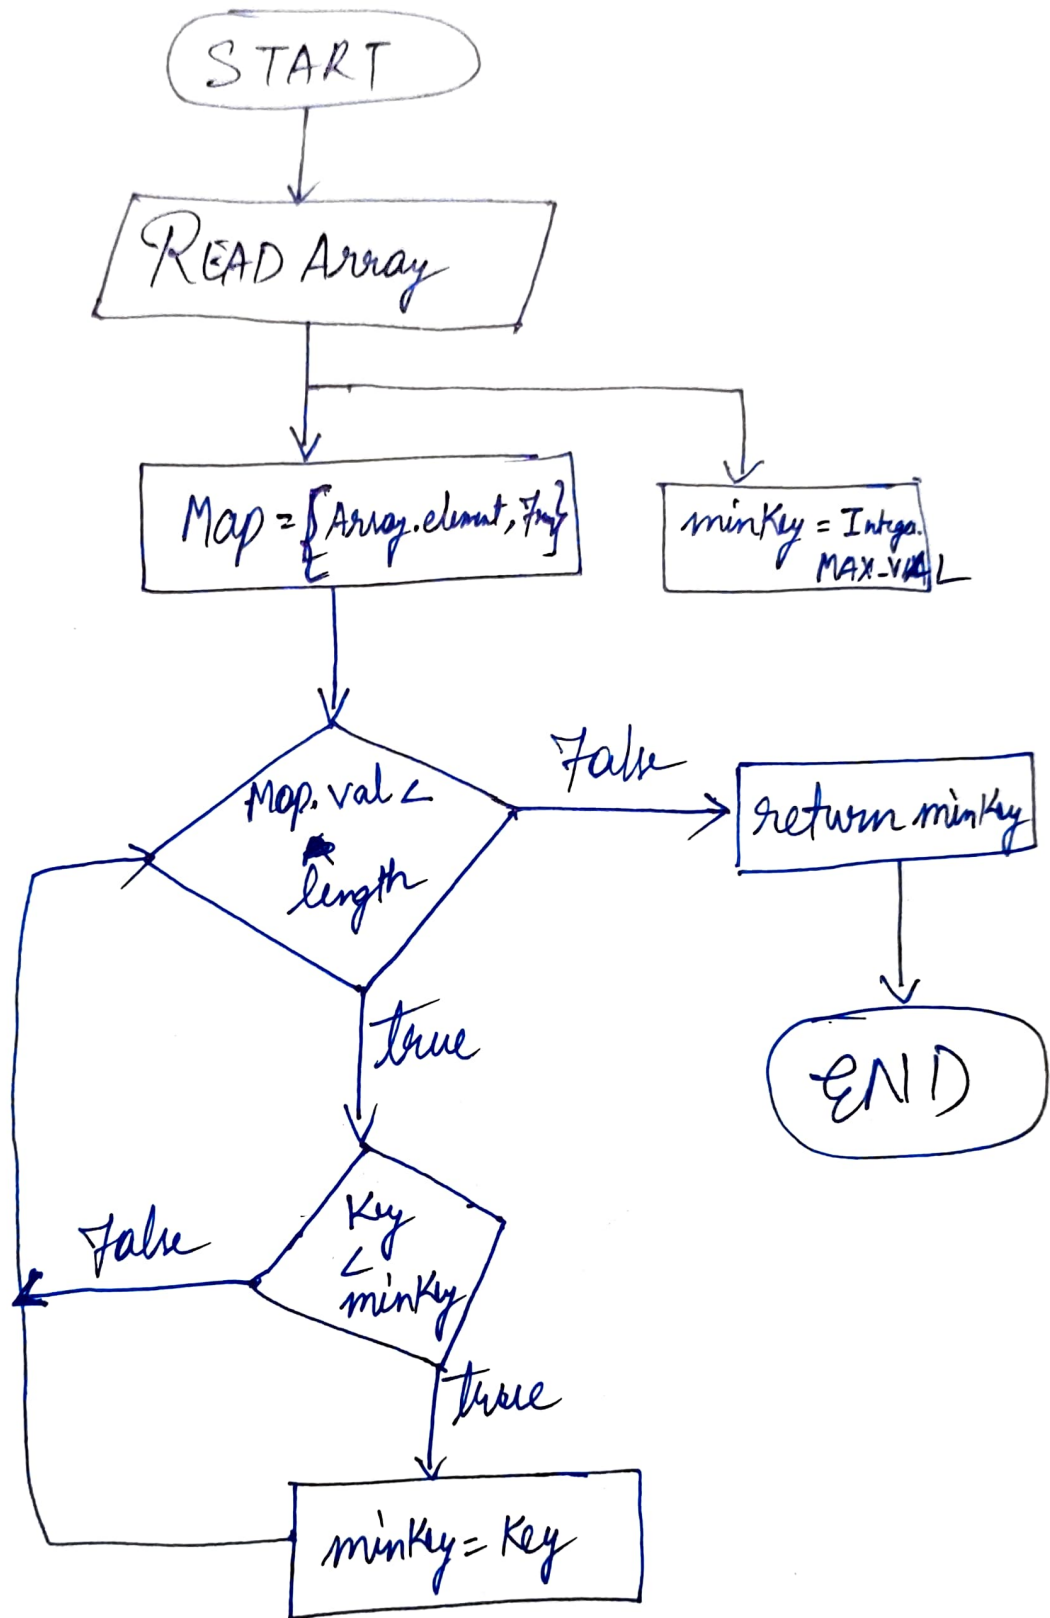 START
READ Array
Map = { Array.element, Freq}
minKey = Integer.
MAX_VAL
Map.val <
length
False
return minKey
true
END
Key
<
minKey
False
true
minKey = Key